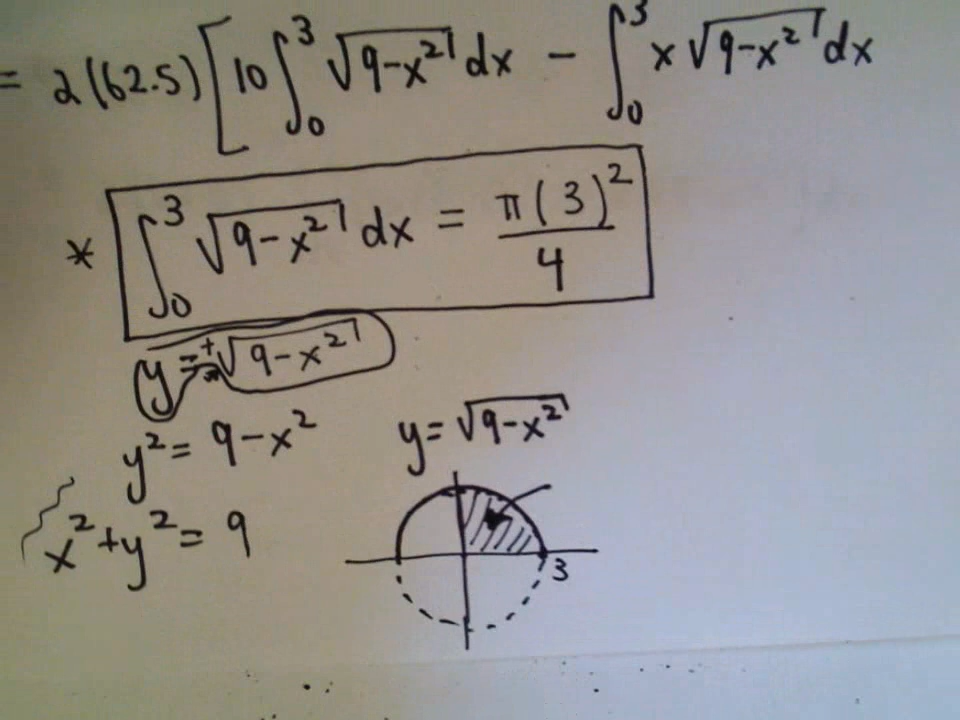 = 2(62.5)[10∫₀³ √(9-x²) dx - ∫₀³ x√(9-x²) dx
* ∫₀³ √(9-x²) dx = π(3)²/4
y = ±√(9-x²)
y² = 9-x²
y = √(9-x²)
x² + y² = 9
3